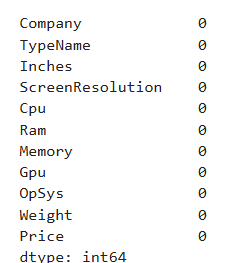 Company 0
TypeName 0
Inches 0
ScreenResolution 0
Cpu 0
Ram 0
Memory 0
Gpu 0
OpSys 0
Weight 0
Price 0
dtype: int64